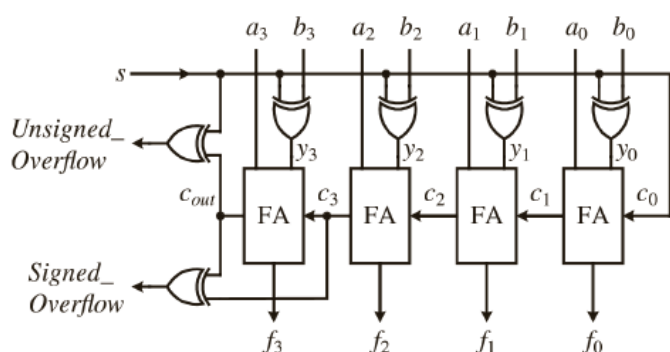 a₃ b₃ a₂ b₂ a₁ b₁ a₀ b₀
s
Unsigned_
Overflow
y₃ y₂ y₁ y₀
c_out FA c₃ FA c₂ FA c₁ FA c₀
Signed_
Overflow
f₃ f₂ f₁ f₀